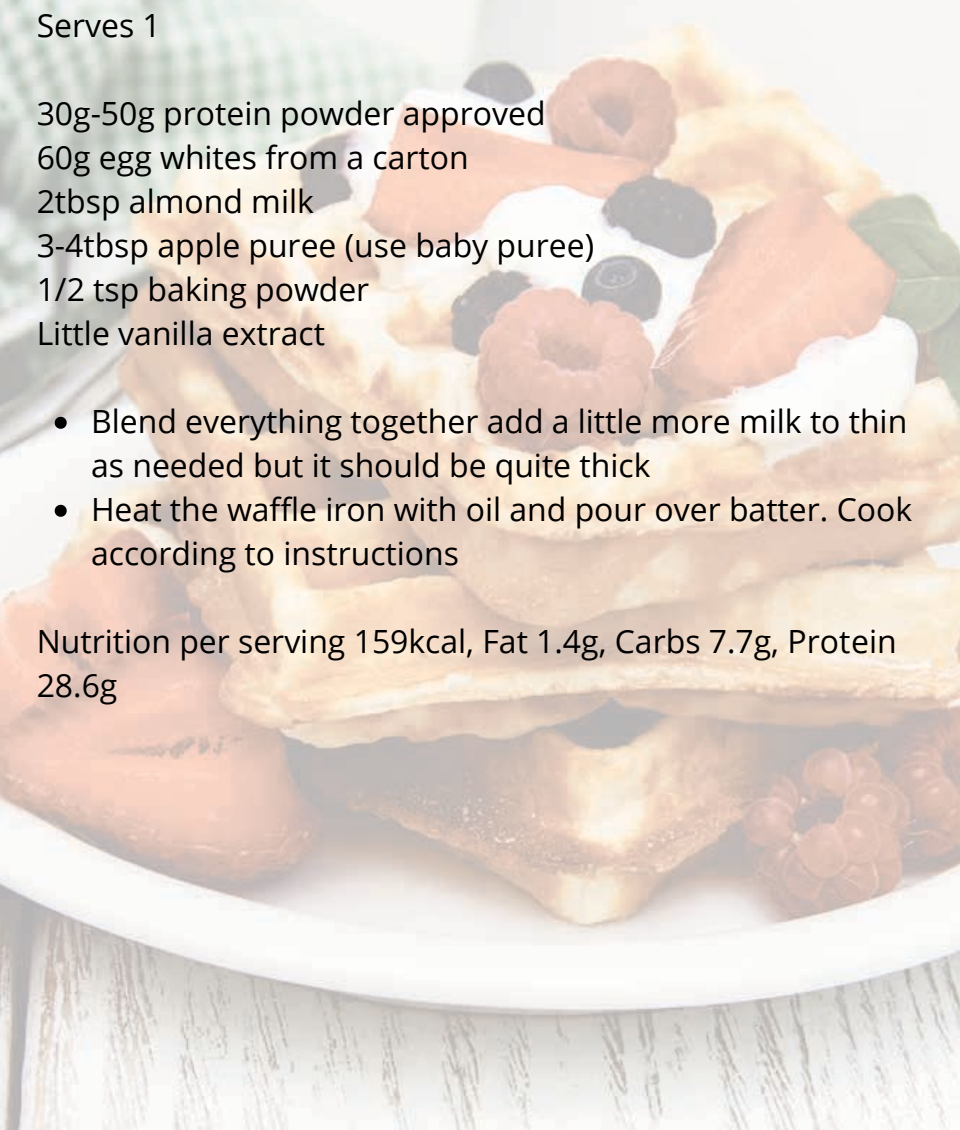 Serves 1
30g-50g protein powder approved
60g egg whites from a carton
2tbsp almond milk
3-4tbsp apple puree (use baby puree)
1/2 tsp baking powder
Little vanilla extract
• Blend everything together add a little more milk to thin
as needed but it should be quite thick
• Heat the waffle iron with oil and pour over batter. Cook
according to instructions
Nutrition per serving 159kcal, Fat 1.4g, Carbs 7.7g, Protein
28.6g